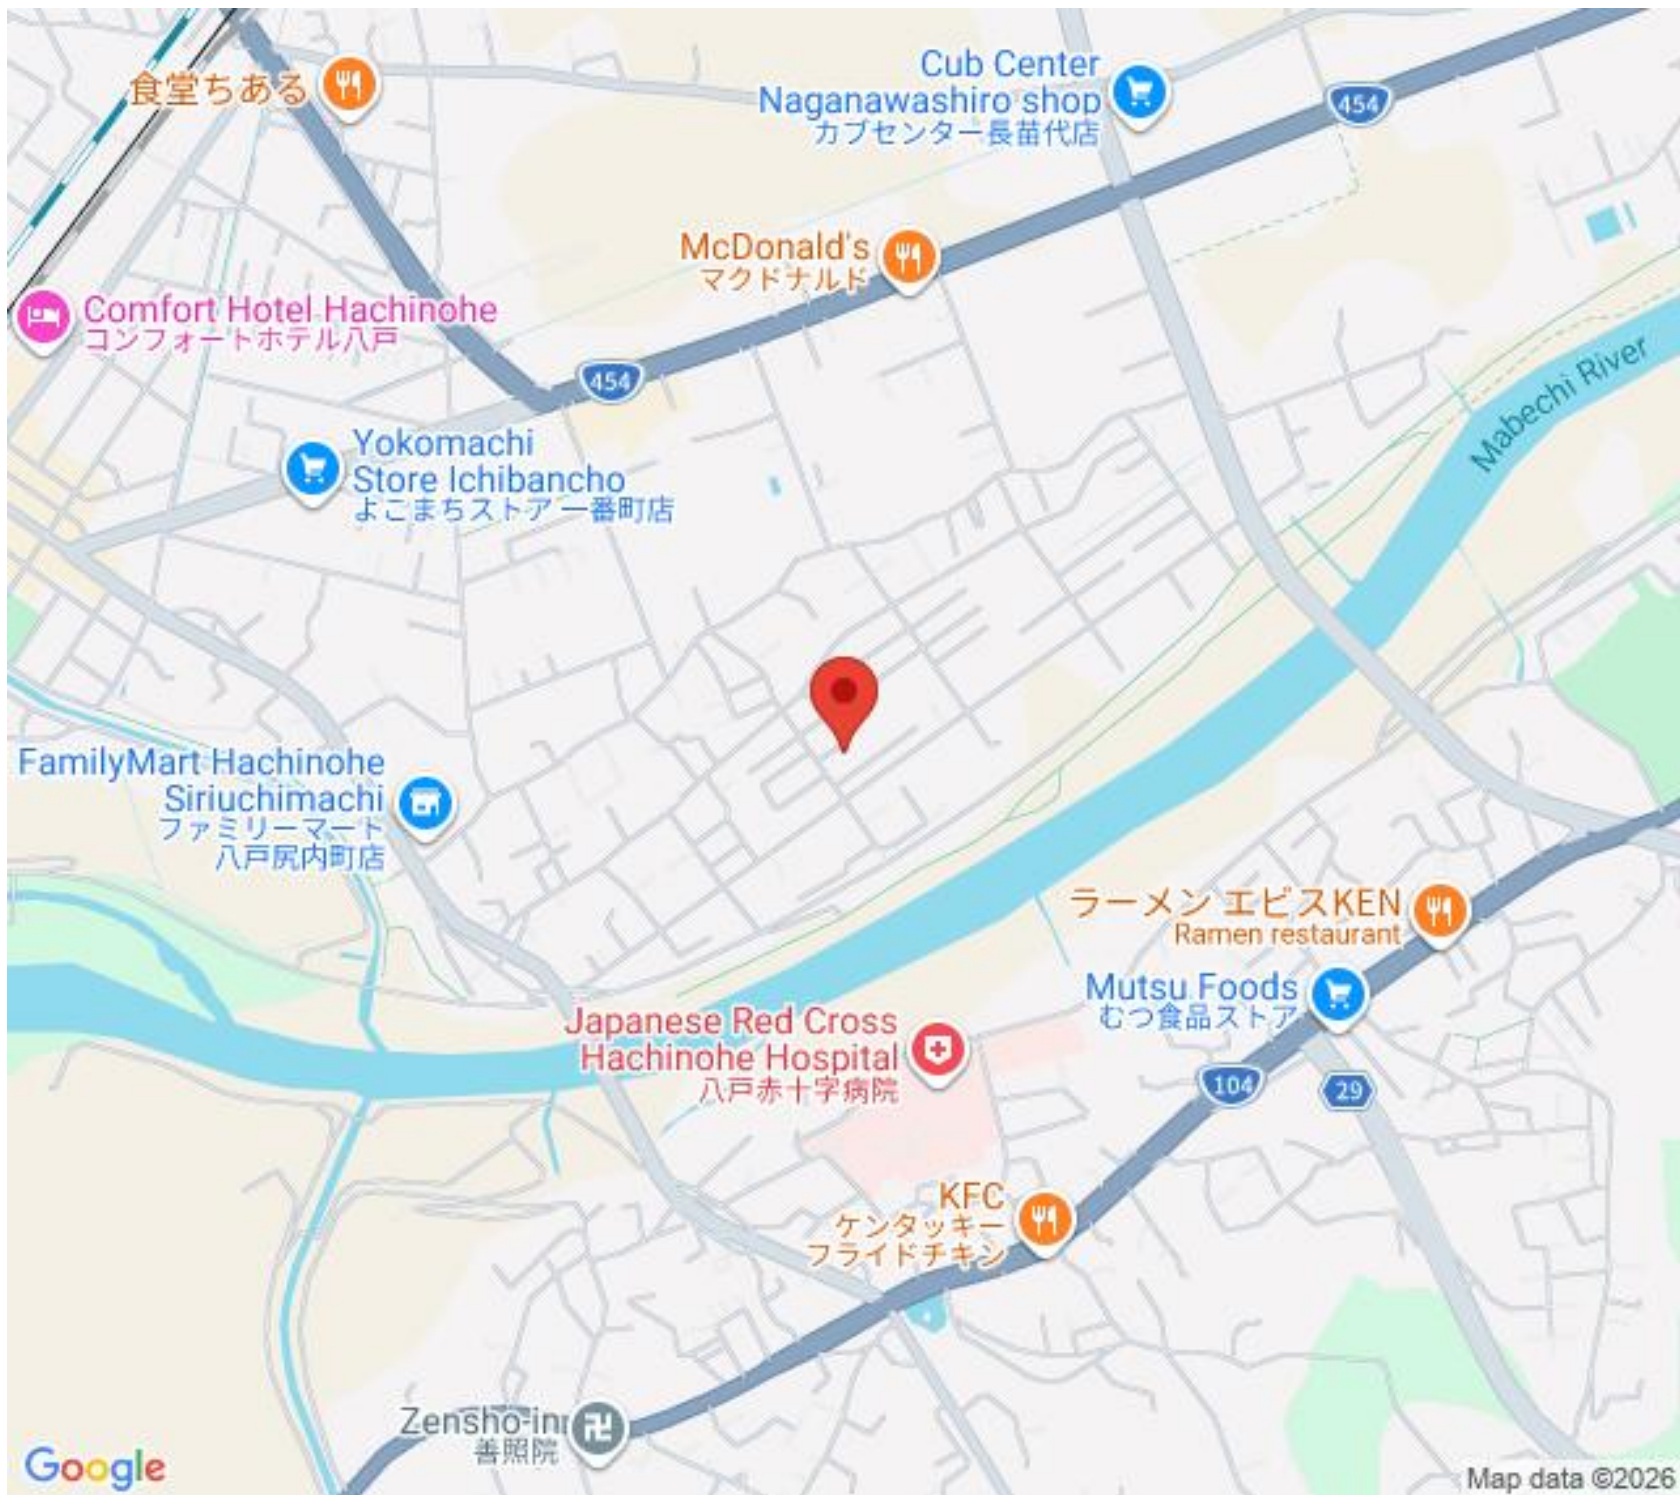 Cub Center
Naganawashiro shop
カブセンター長苗代店
食堂ちある
454
McDonald's
マクドナルド
Comfort Hotel Hachinohe
コンフォートホテル八戸
454
Mabechi River
Yokomachi
Store Ichibancho
よこまちストア一番町店
FamilyMart Hachinohe
Siriuchimachi
ファミリーマート
八戸尻内町店
ラーメン エビスKEN
Ramen restaurant
Mutsu Foods
むつ食品ストア
Japanese Red Cross
Hachinohe Hospital
八戸赤十字病院
104
29
KFC
ケンタッキー
フライドチキン
Zensho-in
善照院
Google
Map data ©2026